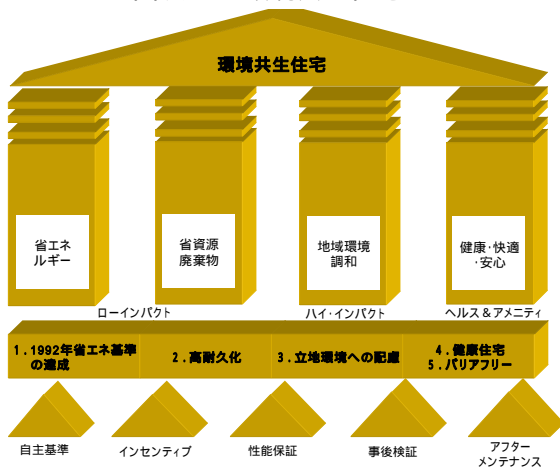 環境共生住宅
省エネ
ルギー
省資源
廃棄物
地域環境
調和
健康・快適
・安心
ローインパクト
ハイ・インパクト
ヘルス&アメニティ
1.1992年省エネ基準
の達成
2.高耐久化
3.立地環境への配慮
4.健康住宅
5.バリアフリー
自主基準
インセンティブ
性能保証
事後検証
アフター
メンテナンス